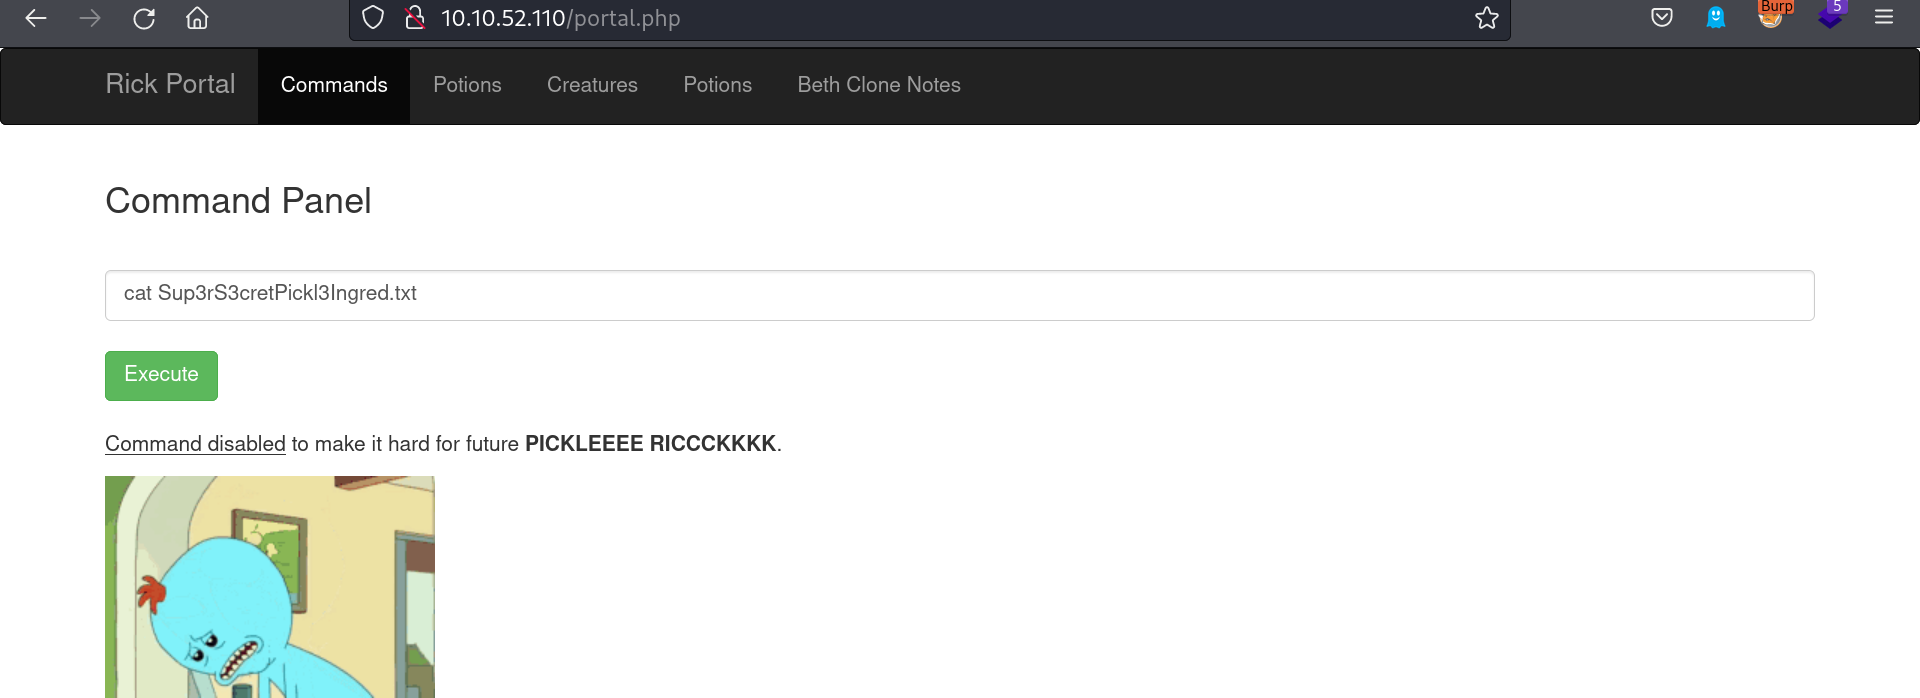 10.10.52.110/portal.php
Burp
5
Rick Portal Commands Potions Creatures Potions Beth Clone Notes
Command Panel
cat Sup3rS3cretPickl3Ingred.txt
Execute
Command disabled to make it hard for future PICKLEEEE RICCCKKKK.